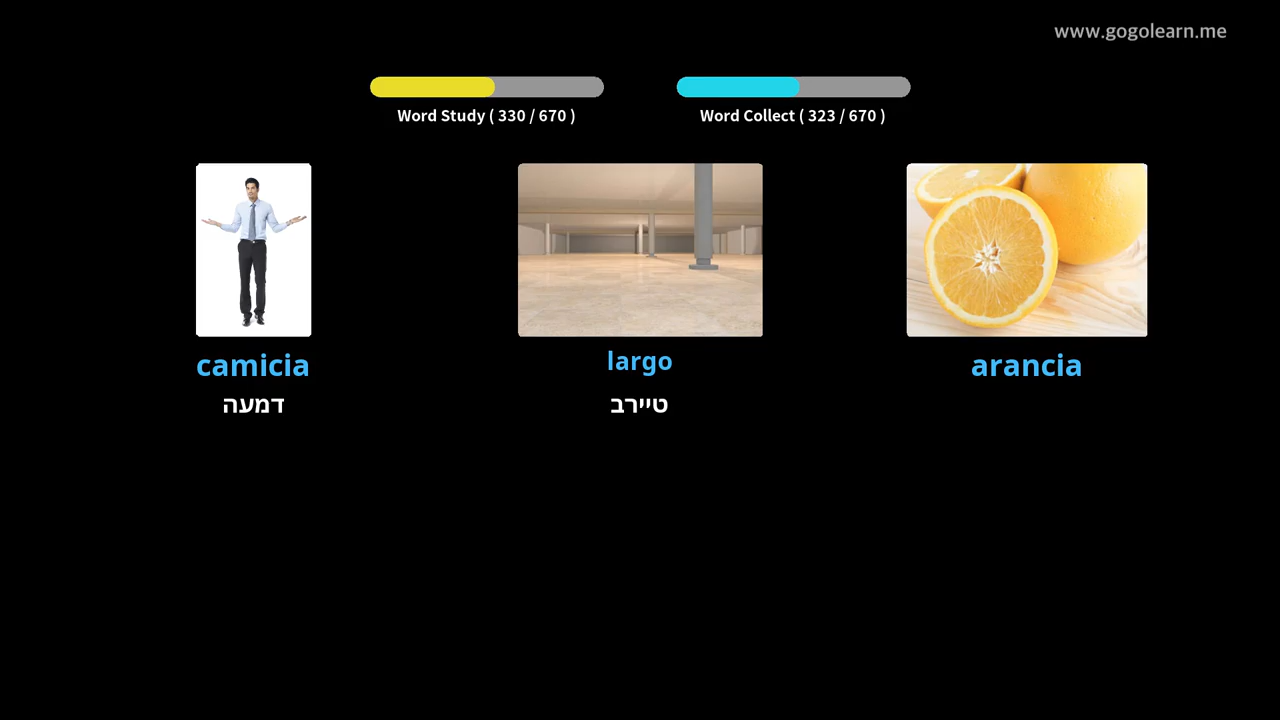 www.gogolearn.me
Word Study ( 330 / 670 )
Word Collect ( 323 / 670 )
camicia
largo
arancia
דמעה
טיירב